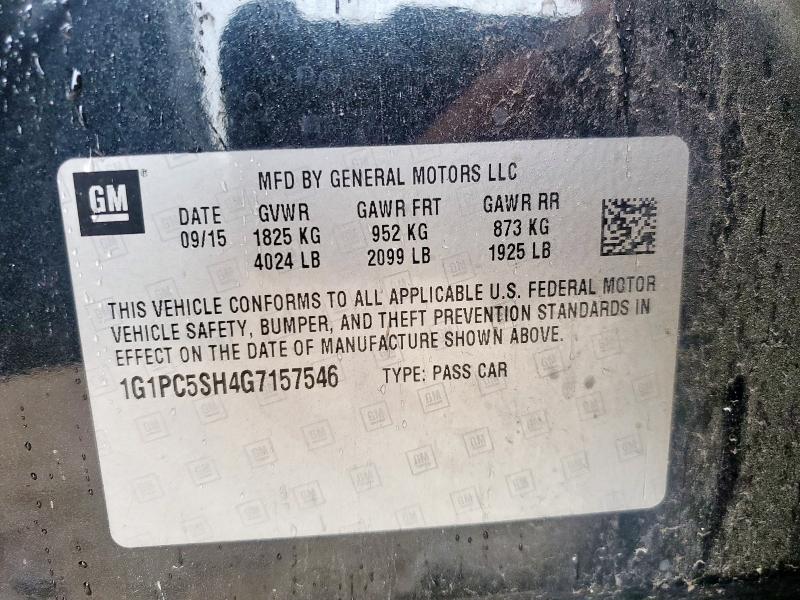 GM
MFD BY GENERAL MOTORS LLC
DATE GVWR GAWR FRT GAWR RR
09/15 1825 KG 952 KG 873 KG
4024 LB 2099 LB 1925 LB
THIS VEHICLE CONFORMS TO ALL APPLICABLE U.S. FEDERAL MOTOR
VEHICLE SAFETY, BUMPER, AND THEFT PREVENTION STANDARDS IN
EFFECT ON THE DATE OF MANUFACTURE SHOWN ABOVE.
1G1PC5SH4G7157546 TYPE: PASS CAR